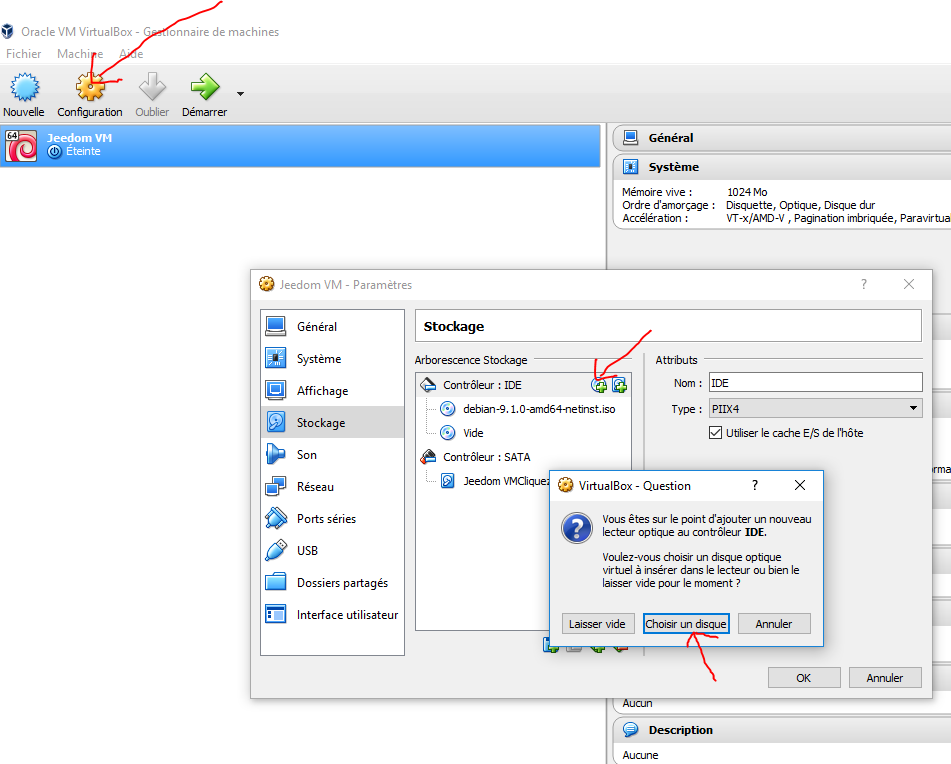 Oracle VM VirtualBox - Gestionnaire de machines
Fichier Machine Aide
Nouvelle Configuration Oublier Démarrer
64
Jeedom VM
Éteinte
Général
Système
Mémoire vive : 1024 Mo
Ordre d'amorçage : Disquette, Optique, Disque dur
Accélération : VT-x/AMD-V , Pagination imbriquée, Paravirtua
Jeedom VM - Paramètres
Général
Système
Affichage
Stockage
Son
Réseau
Ports séries
USB
Dossiers partagés
Interface utilisateur
Stockage
Arborescence Stockage
Contrôleur : IDE
debian-9.1.0-amd64-netinst.iso
Vide
Contrôleur : SATA
Jeedom VMCliquez
Attributs
Nom : IDE
Type : PIIX4
Utiliser le cache E/S de l'hôte
VirtualBox - Question
Vous êtes sur le point d'ajouter un nouveau
lecteur optique au contrôleur IDE.
Voulez-vous choisir un disque optique
virtuel à insérer dans le lecteur ou bien le
laisser vide pour le moment ?
Laisser vide Choisir un disque Annuler
OK Annuler
orma
Aucun
Description
Aucune